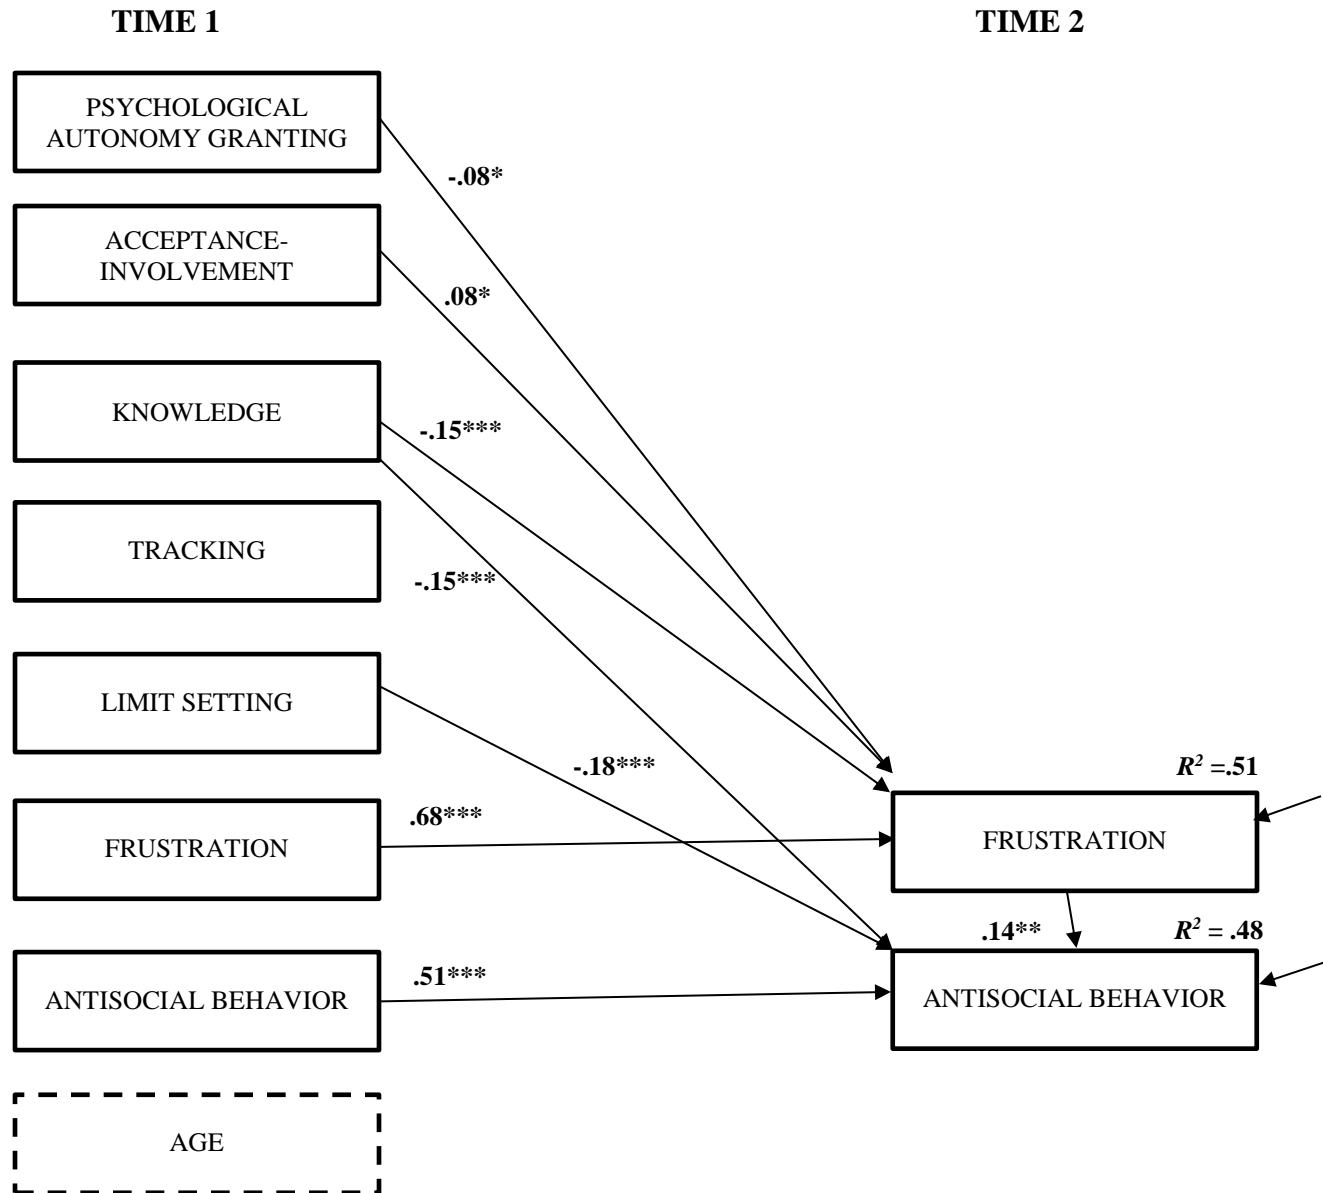 TIME 1
TIME 2
PSYCHOLOGICAL
AUTONOMY GRANTING
-.08*
ACCEPTANCE-
INVOLVEMENT
.08*
KNOWLEDGE
-.15***
TRACKING
-.15***
LIMIT SETTING
-.18***
R² =.51
.68***
FRUSTRATION
FRUSTRATION
.14**
R² = .48
.51***
ANTISOCIAL BEHAVIOR
ANTISOCIAL BEHAVIOR
AGE